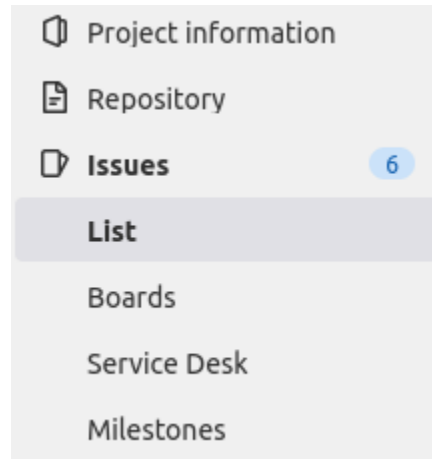 Project information
Repository
Issues 6
List
Boards
Service Desk
Milestones